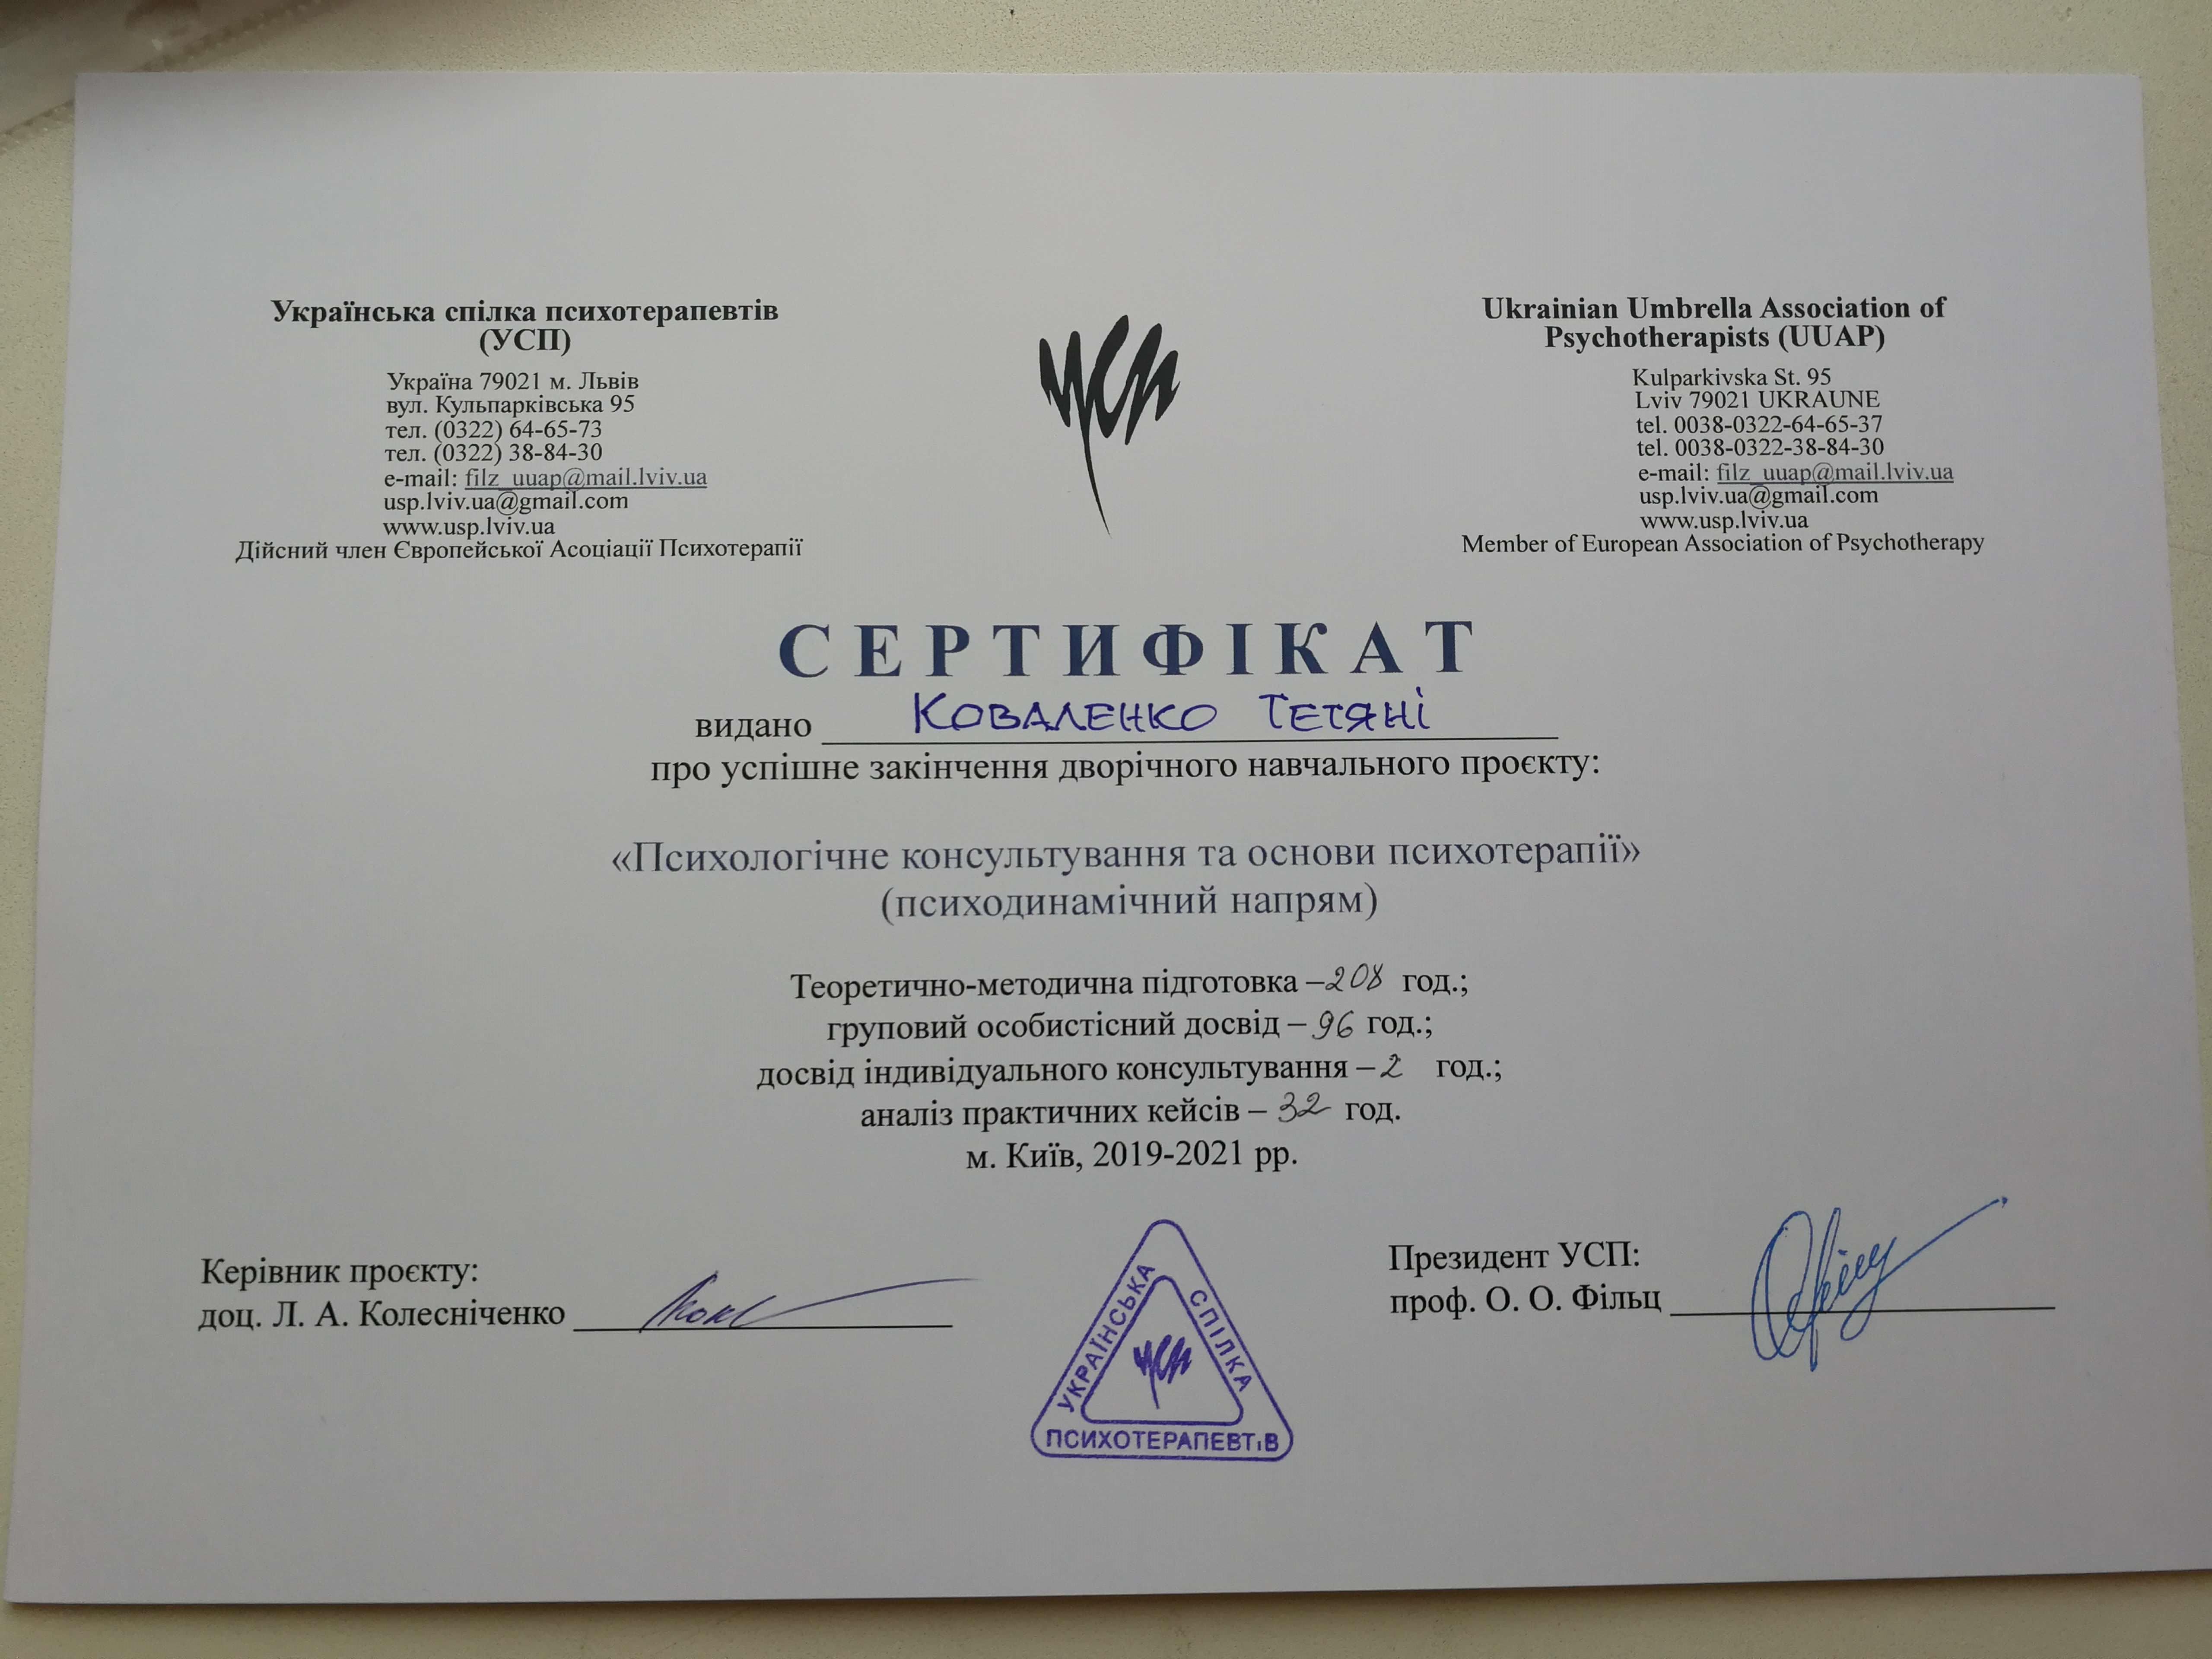 Українська спілка психотерапевтів
(УСП)
Україна 79021 м. Львів
вул. Кульпарківська 95
тел. (0322) 64-65-73
тел. (0322) 38-84-30
e-mail: filz_uuap@mail.lviv.ua
usp.lviv.ua@gmail.com
www.usp.lviv.ua
Дійсний член Європейської Асоціації Психотерапії
усп
Ukrainian Umbrella Association of
Psychotherapists (UUAP)
Kulparkivska St. 95
Lviv 79021 UKRAUNE
tel. 0038-0322-64-65-37
tel. 0038-0322-38-84-30
e-mail: filz_uuap@mail.lviv.ua
usp.lviv.ua@gmail.com
www.usp.lviv.ua
Member of European Association of Psychotherapy
СЕРТИФІКАТ
видано Коваленко Тетяні
про успішне закінчення дворічного навчального проєкту:
«Психологічне консультування та основи психотерапії»
(психодинамічний напрям)
Теоретично-методична підготовка –208 год.;
груповий особистісний досвід – 96 год.;
досвід індивідуального консультування – 2 год.;
аналіз практичних кейсів – 32 год.
м. Київ, 2019-2021 рр.
Керівник проєкту:
доц. Л. А. Колесніченко
УКРАЇНСЬКА СПІЛКА
усп
ПСИХОТЕРАПЕВТіВ
Президент УСП:
проф. О. О. Фільц